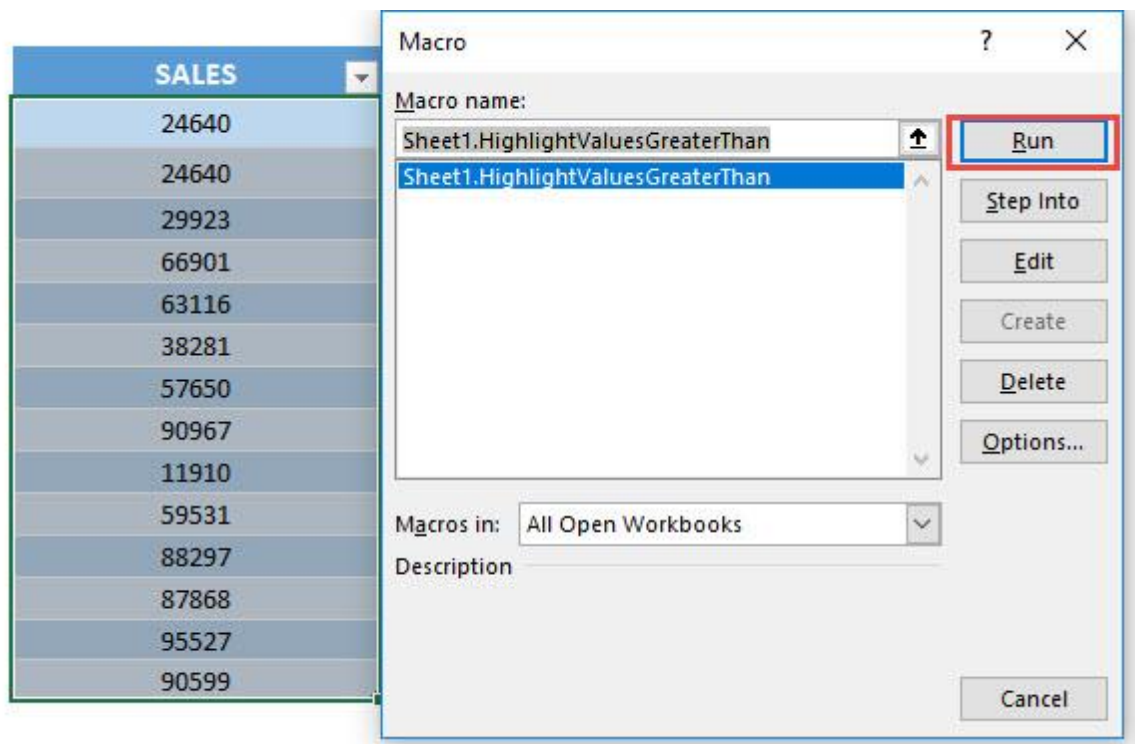 SALES
24640
24640
29923
66901
63116
38281
57650
90967
11910
59531
88297
87868
95527
90599
Macro
?
Macro name:
Sheet1.HighlightValuesGreaterThan
Sheet1.HighlightValuesGreaterThan
Run
Step Into
Edit
Create
Delete
Options...
Macros in: All Open Workbooks
Description
Cancel